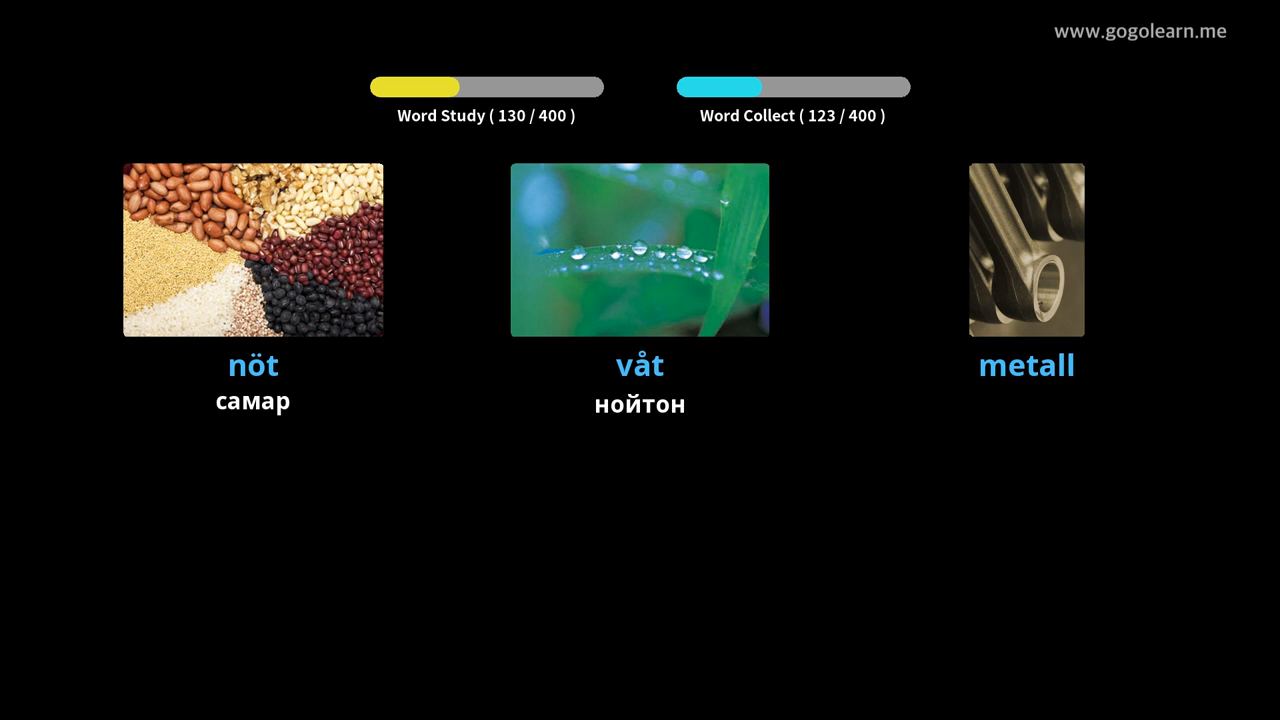 www.gogolearn.me
Word Study ( 130 / 400 )
Word Collect ( 123 / 400 )
nöt
самар
våt
нойтон
metall